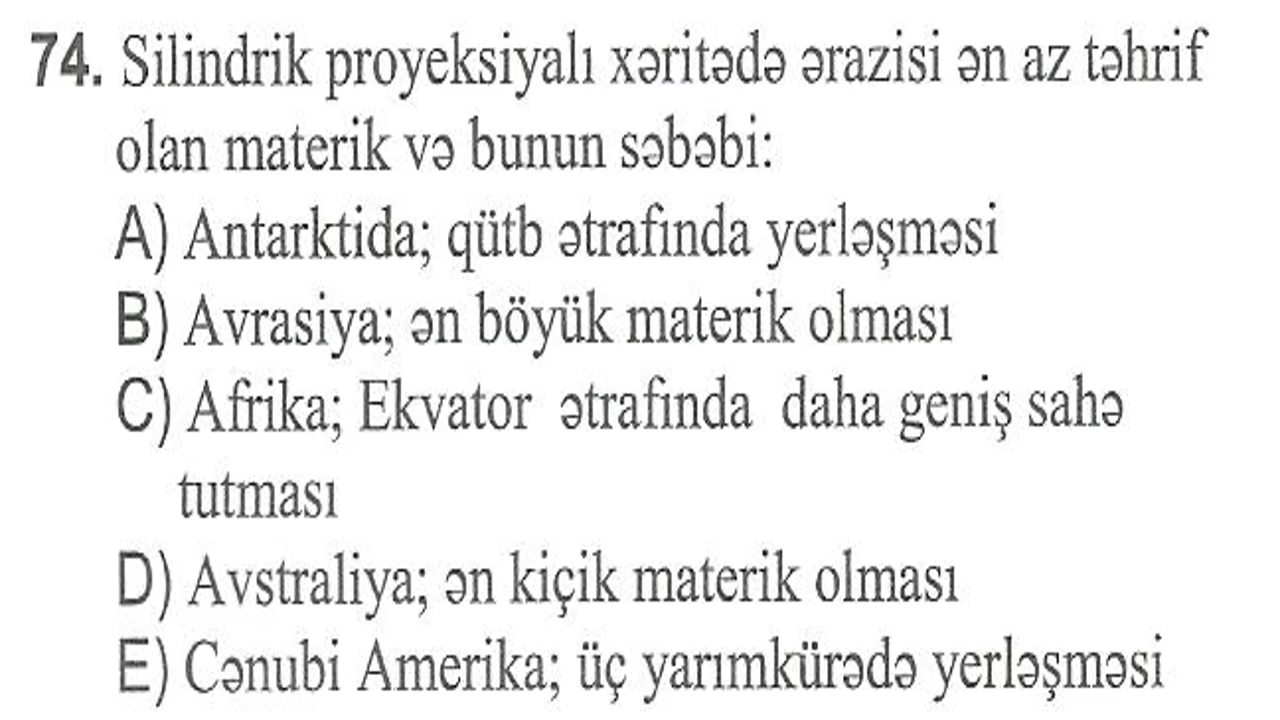 74. Silindrik proyeksiyalı xəritədə ərazisi ən az təhrif
olan materik və bunun səbəbi:
A) Antarktida; qütb ətrafında yerləşməsi
B) Avrasiya; ən böyük materik olması
C) Afrika; Ekvator ətrafında daha geniş sahə
tutması
D) Avstraliya; ən kiçik materik olması
E) Cənubi Amerika; üç yarımkürədə yerləşməsi